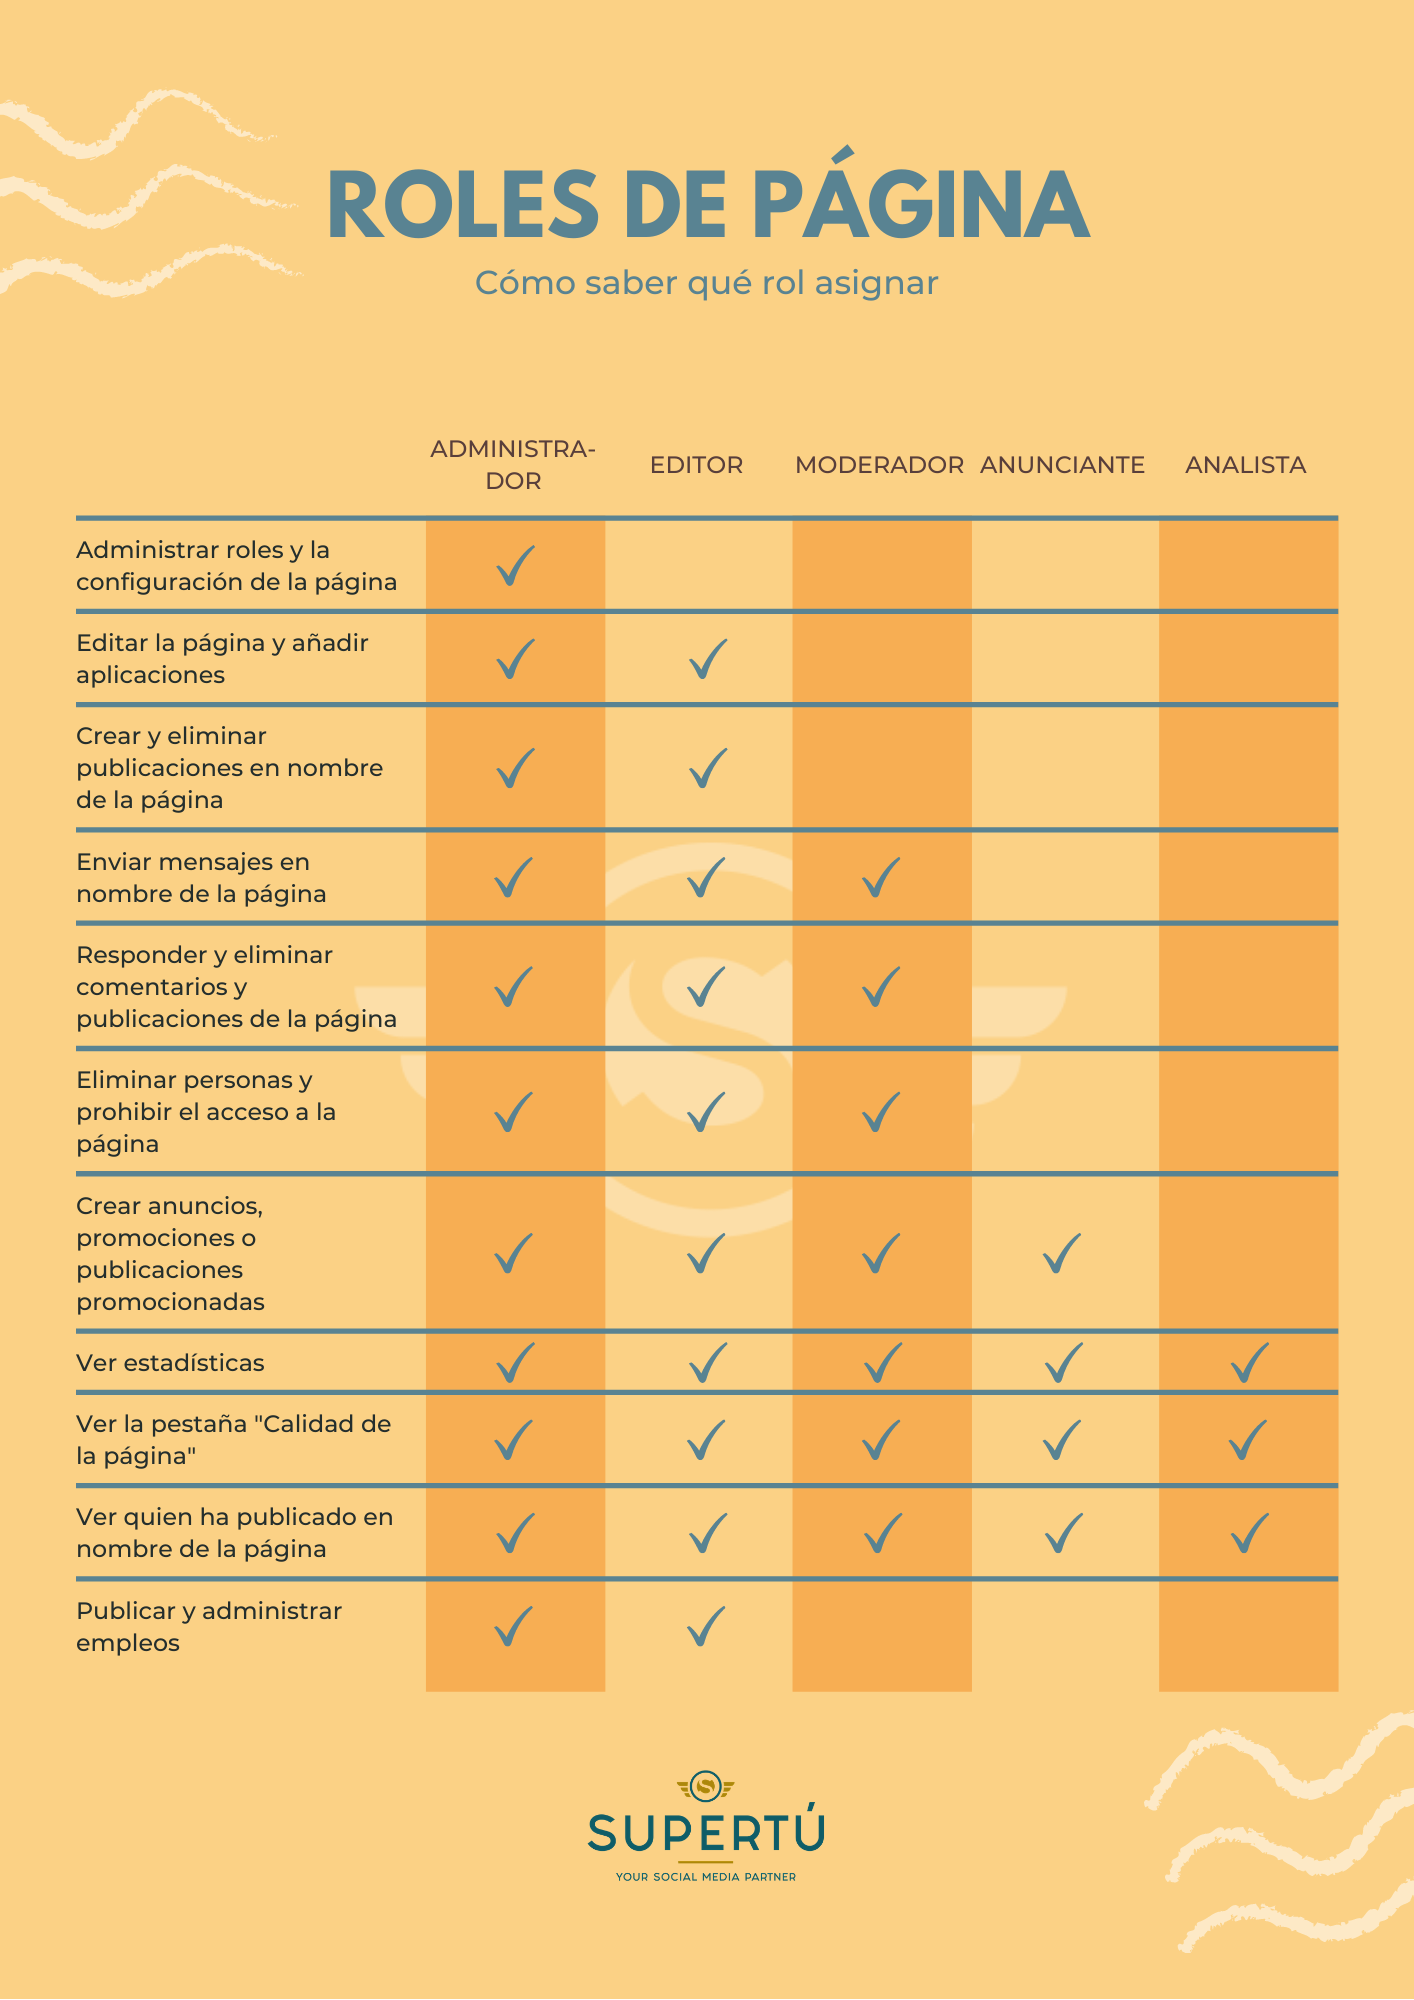 ROLES DE PÁGINA
Cómo saber qué rol asignar
ADMINISTRA-
DOR
EDITOR
MODERADOR
ANUNCIANTE
ANALISTA
Administrar roles y la
configuración de la página
Editar la página y añadir
aplicaciones
Crear y eliminar
publicaciones en nombre
de la página
Enviar mensajes en
nombre de la página
Responder y eliminar
comentarios y
publicaciones de la página
Eliminar personas y
prohibir el acceso a la
página
Crear anuncios,
promociones o
publicaciones
promocionadas
Ver estadísticas
Ver la pestaña "Calidad de
la página"
Ver quien ha publicado en
nombre de la página
Publicar y administrar
empleos
SUPERTÚ
YOUR SOCIAL MEDIA PARTNER